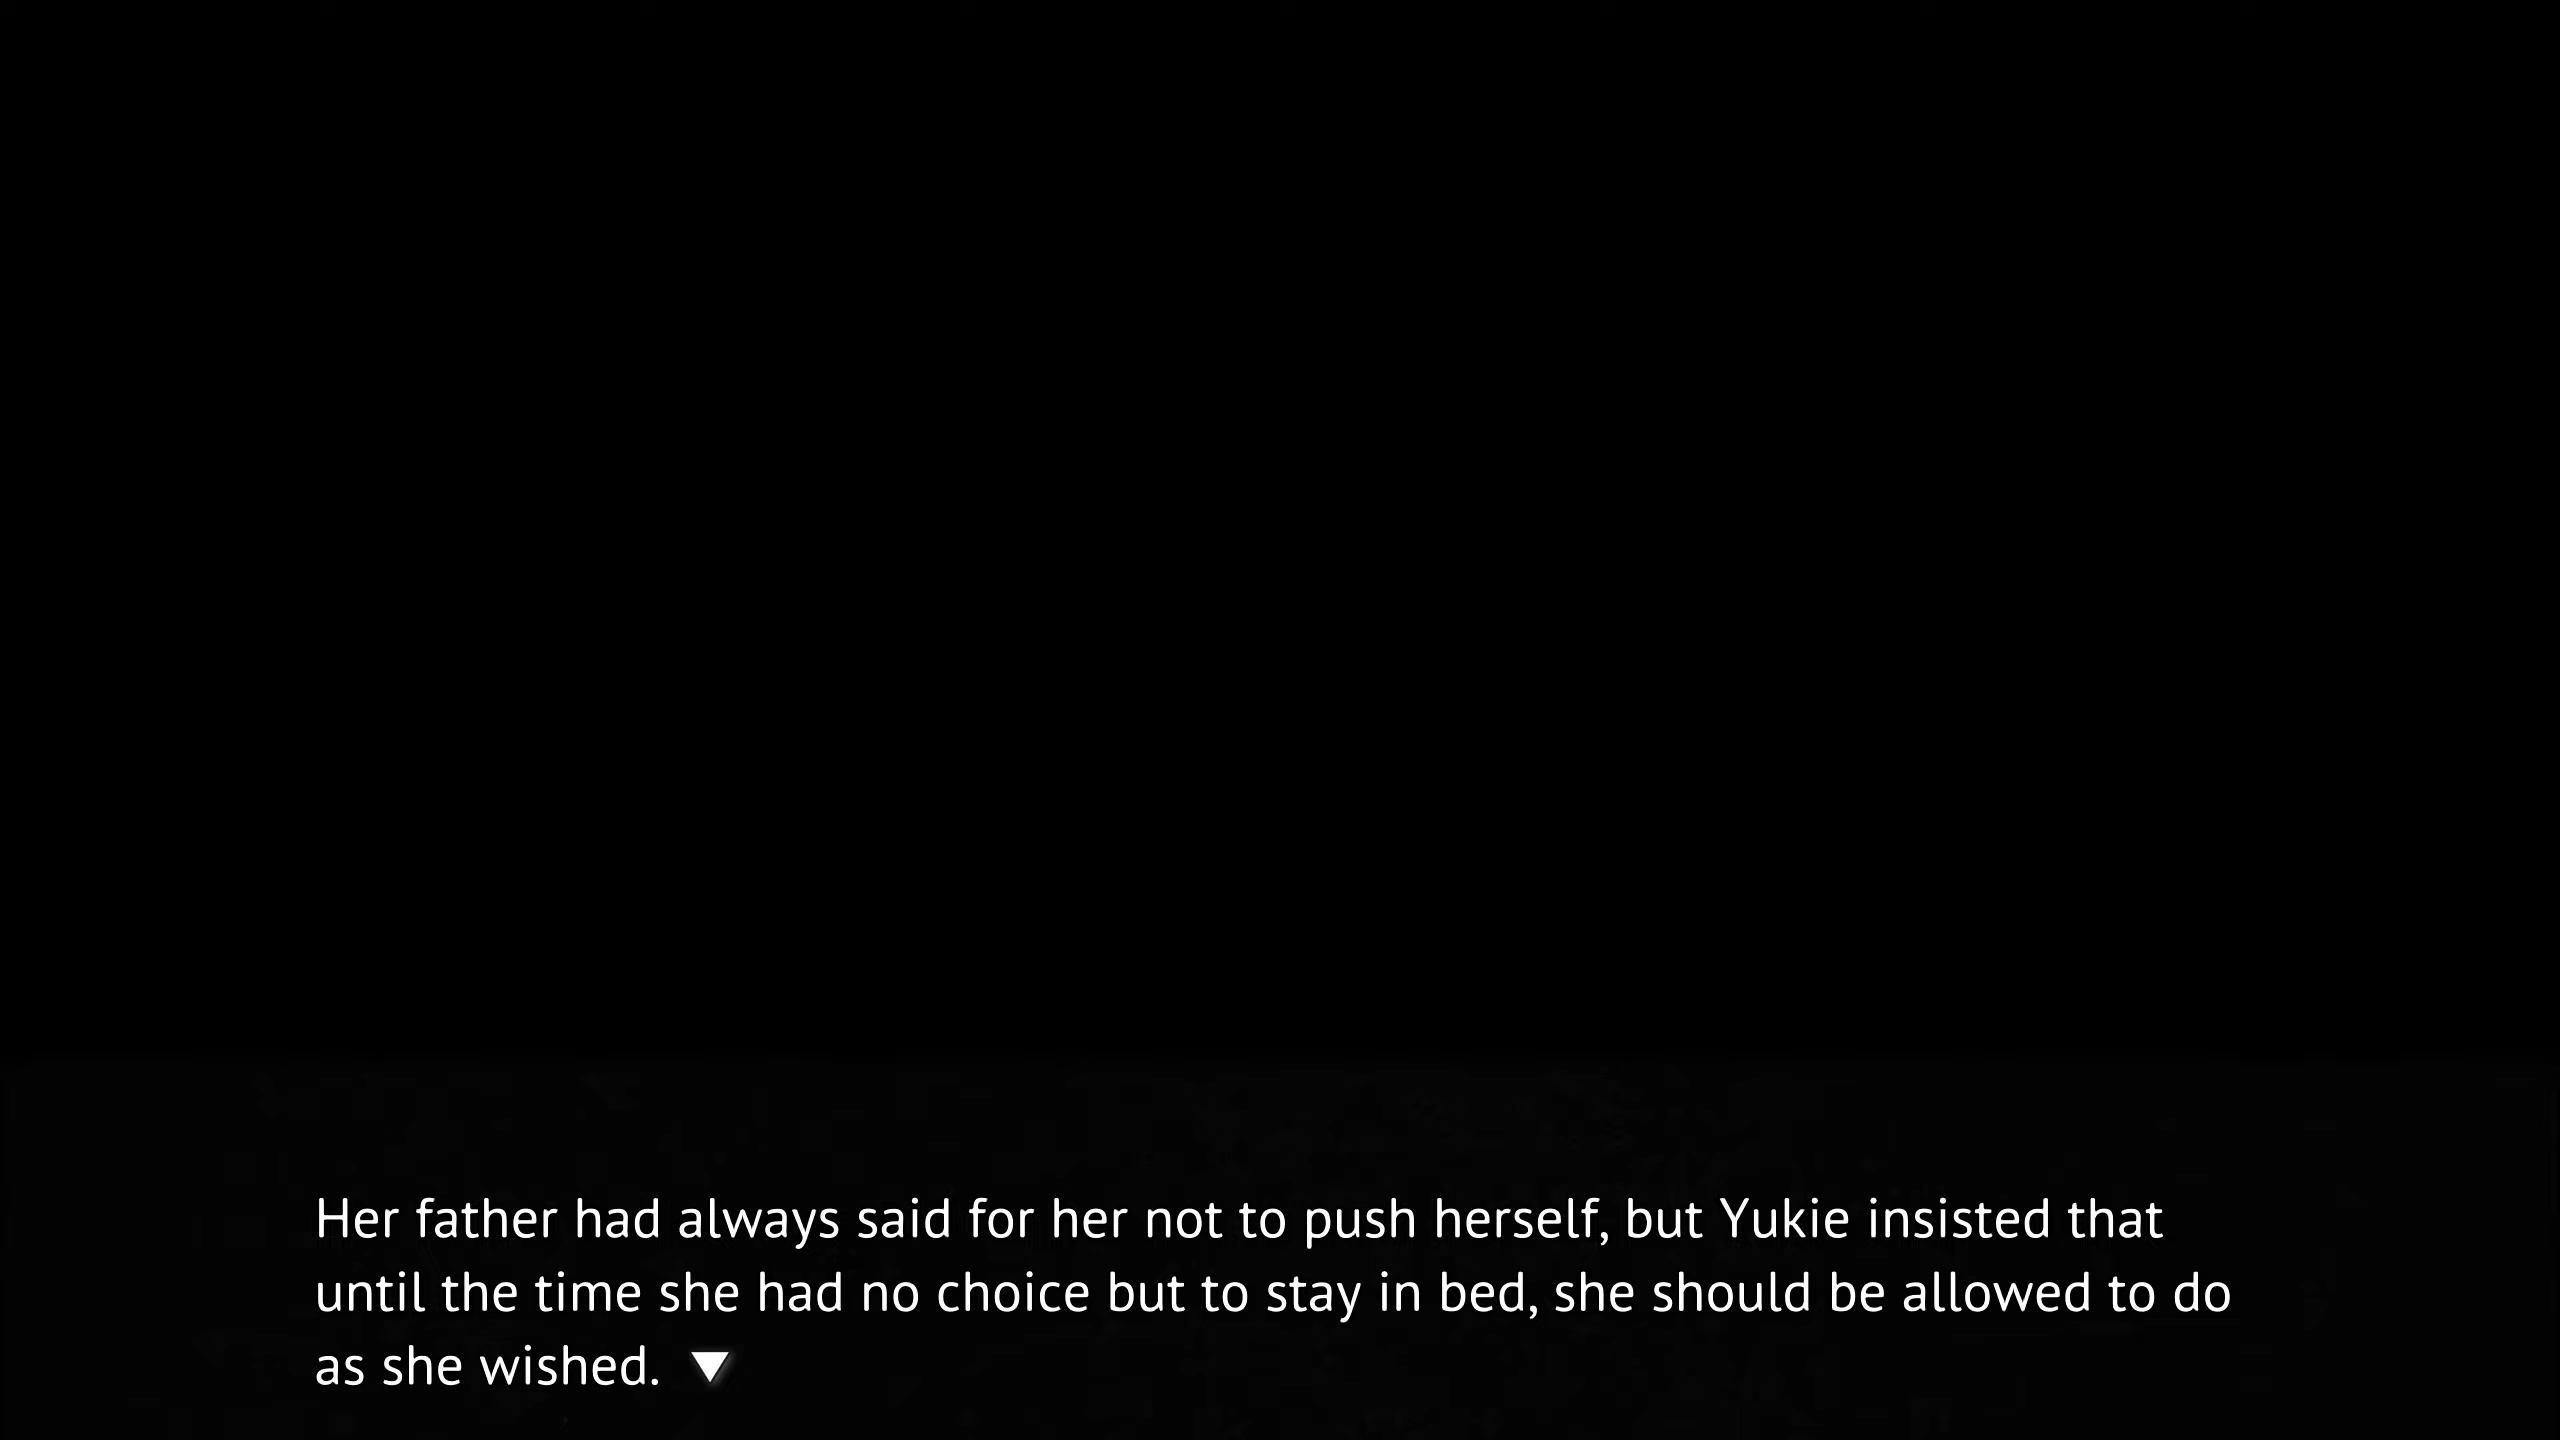 Her father had always said for her not to push herself, but Yukie insisted that
until the time she had no choice but to stay in bed, she should be allowed to do
as she wished.